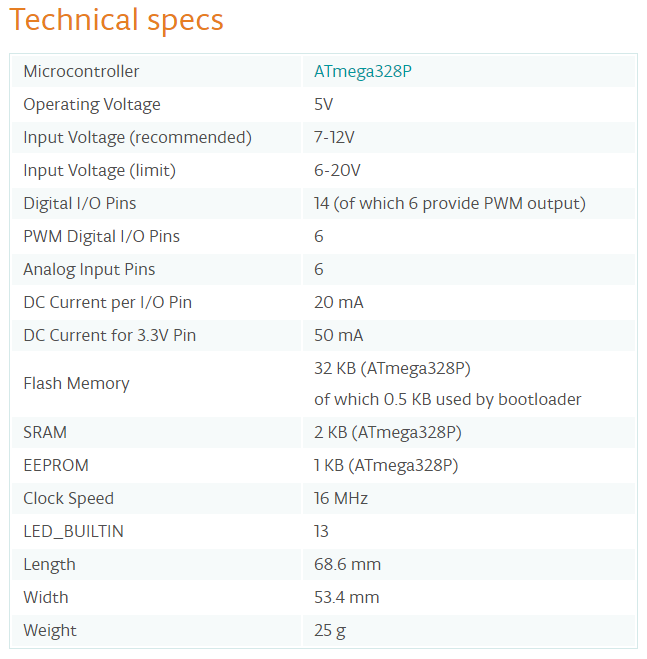 Technical specs
Microcontroller ATmega328P
Operating Voltage 5V
Input Voltage (recommended) 7-12V
Input Voltage (limit) 6-20V
Digital I/O Pins 14 (of which 6 provide PWM output)
PWM Digital I/O Pins 6
Analog Input Pins 6
DC Current per I/O Pin 20 mA
DC Current for 3.3V Pin 50 mA
Flash Memory 32 KB (ATmega328P)
of which 0.5 KB used by bootloader
SRAM 2 KB (ATmega328P)
EEPROM 1 KB (ATmega328P)
Clock Speed 16 MHz
LED_BUILTIN 13
Length 68.6 mm
Width 53.4 mm
Weight 25 g